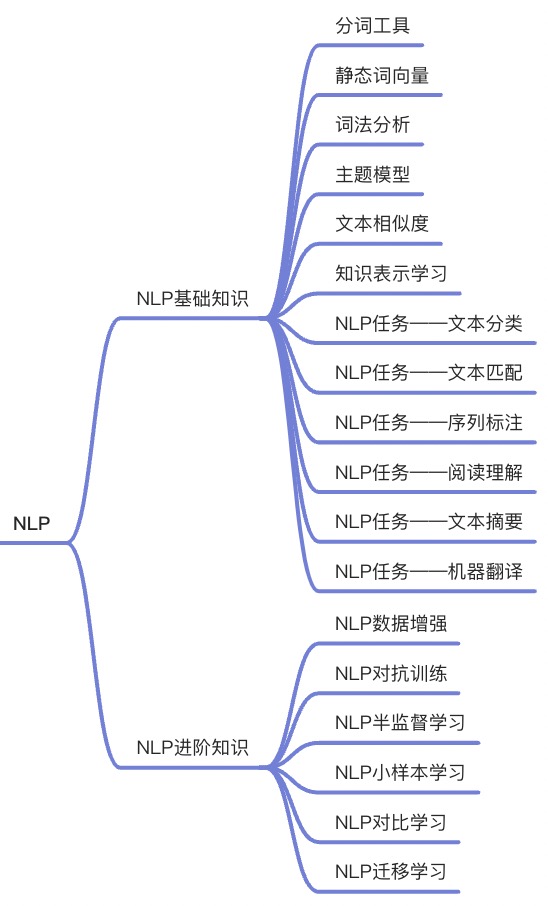 NLP
NLP基础知识
分词工具
静态词向量
词法分析
主题模型
文本相似度
知识表示学习
NLP任务——文本分类
NLP任务——文本匹配
NLP任务——序列标注
NLP任务——阅读理解
NLP任务——文本摘要
NLP任务——机器翻译
NLP进阶知识
NLP数据增强
NLP对抗训练
NLP半监督学习
NLP小样本学习
NLP对比学习
NLP迁移学习